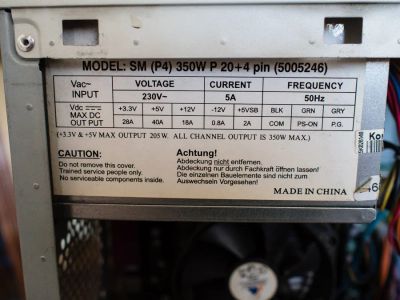 MODEL: SM (P4) 350W P 20+4 pin (5005246)
Vac~ INPUT VOLTAGE CURRENT FREQUENCY
230V~ 5A 50Hz
Vdc MAX DC OUT PUT +3.3V +5V +12V -12V +5VSB BLK GRN GRY
28A 40A 18A 0.8A 2A COM PS-ON P.G.
(+3.3V & +5V MAX OUTPUT 205W. ALL CHANNEL OUTPUT IS 350W MAX.)
CAUTION:
Do not remove this cover.
Trained service people only.
No serviceable components inside.
Achtung!
Abdeckung nicht entfernen.
Abdeckung nur durch Fachkraft öffnen lassen!
Die einzelnen Bauelemente sind nicht zum
Auswechseln Vorgesehen!
MADE IN CHINA